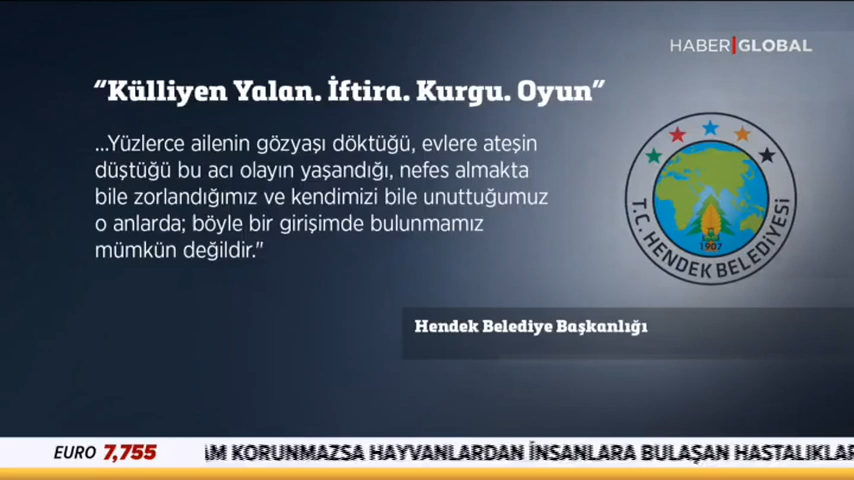 HABER GLOBAL
“Külliyen Yalan. İftira. Kurgu. Oyun”
...Yüzlerce ailenin gözyaşı döktüğü, evlere ateşin
düştüğü bu acı olayın yaşandığı, nefes almakta
bile zorlandığımız ve kendimizi bile unuttuğumuz
o anlarda; böyle bir girişimde bulunmamız
mümkün değildir."
T.C. HENDEK BELEDİYESİ
1907
Hendek Belediye Başkanlığı
EURO 7,755 KORUNMAZSA HAYVANLARDAN İNSANLARA BULAŞAN HASTALIKLAR